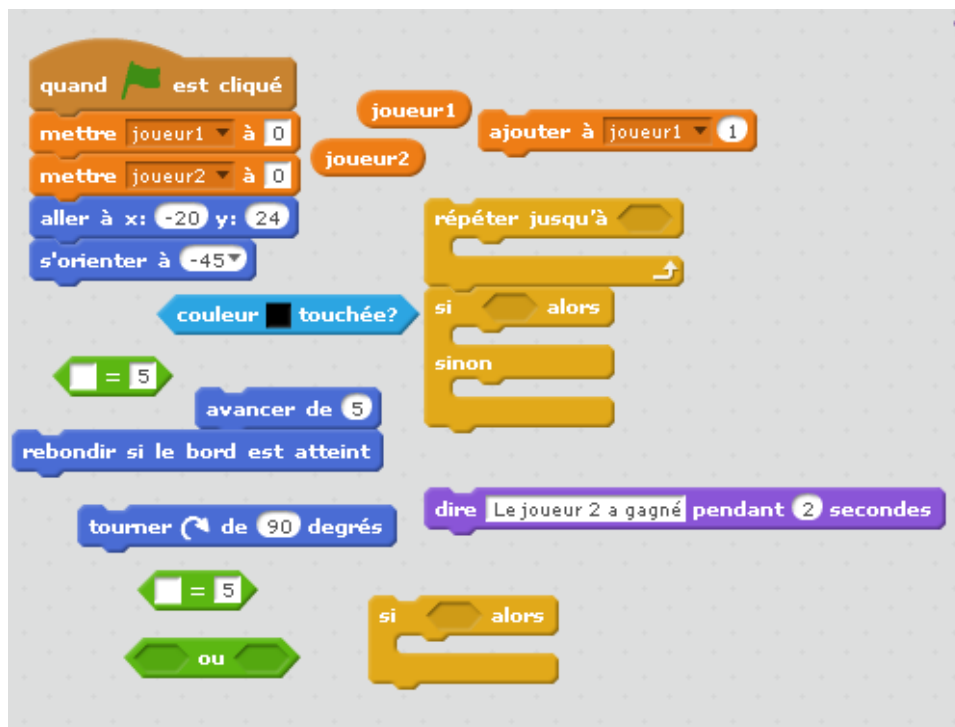 quand est cliqué
mettre joueur1 à 0
mettre joueur2 à 0
aller à x: -20 y: 24
s'orienter à -45
joueur1
joueur2
ajouter à joueur1 1
répéter jusqu'à
couleur touchée?
si alors
sinon
= 5
avancer de 5
rebondir si le bord est atteint
tourner de 90 degrés
dire Le joueur 2 a gagné pendant 2 secondes
= 5
ou
si alors